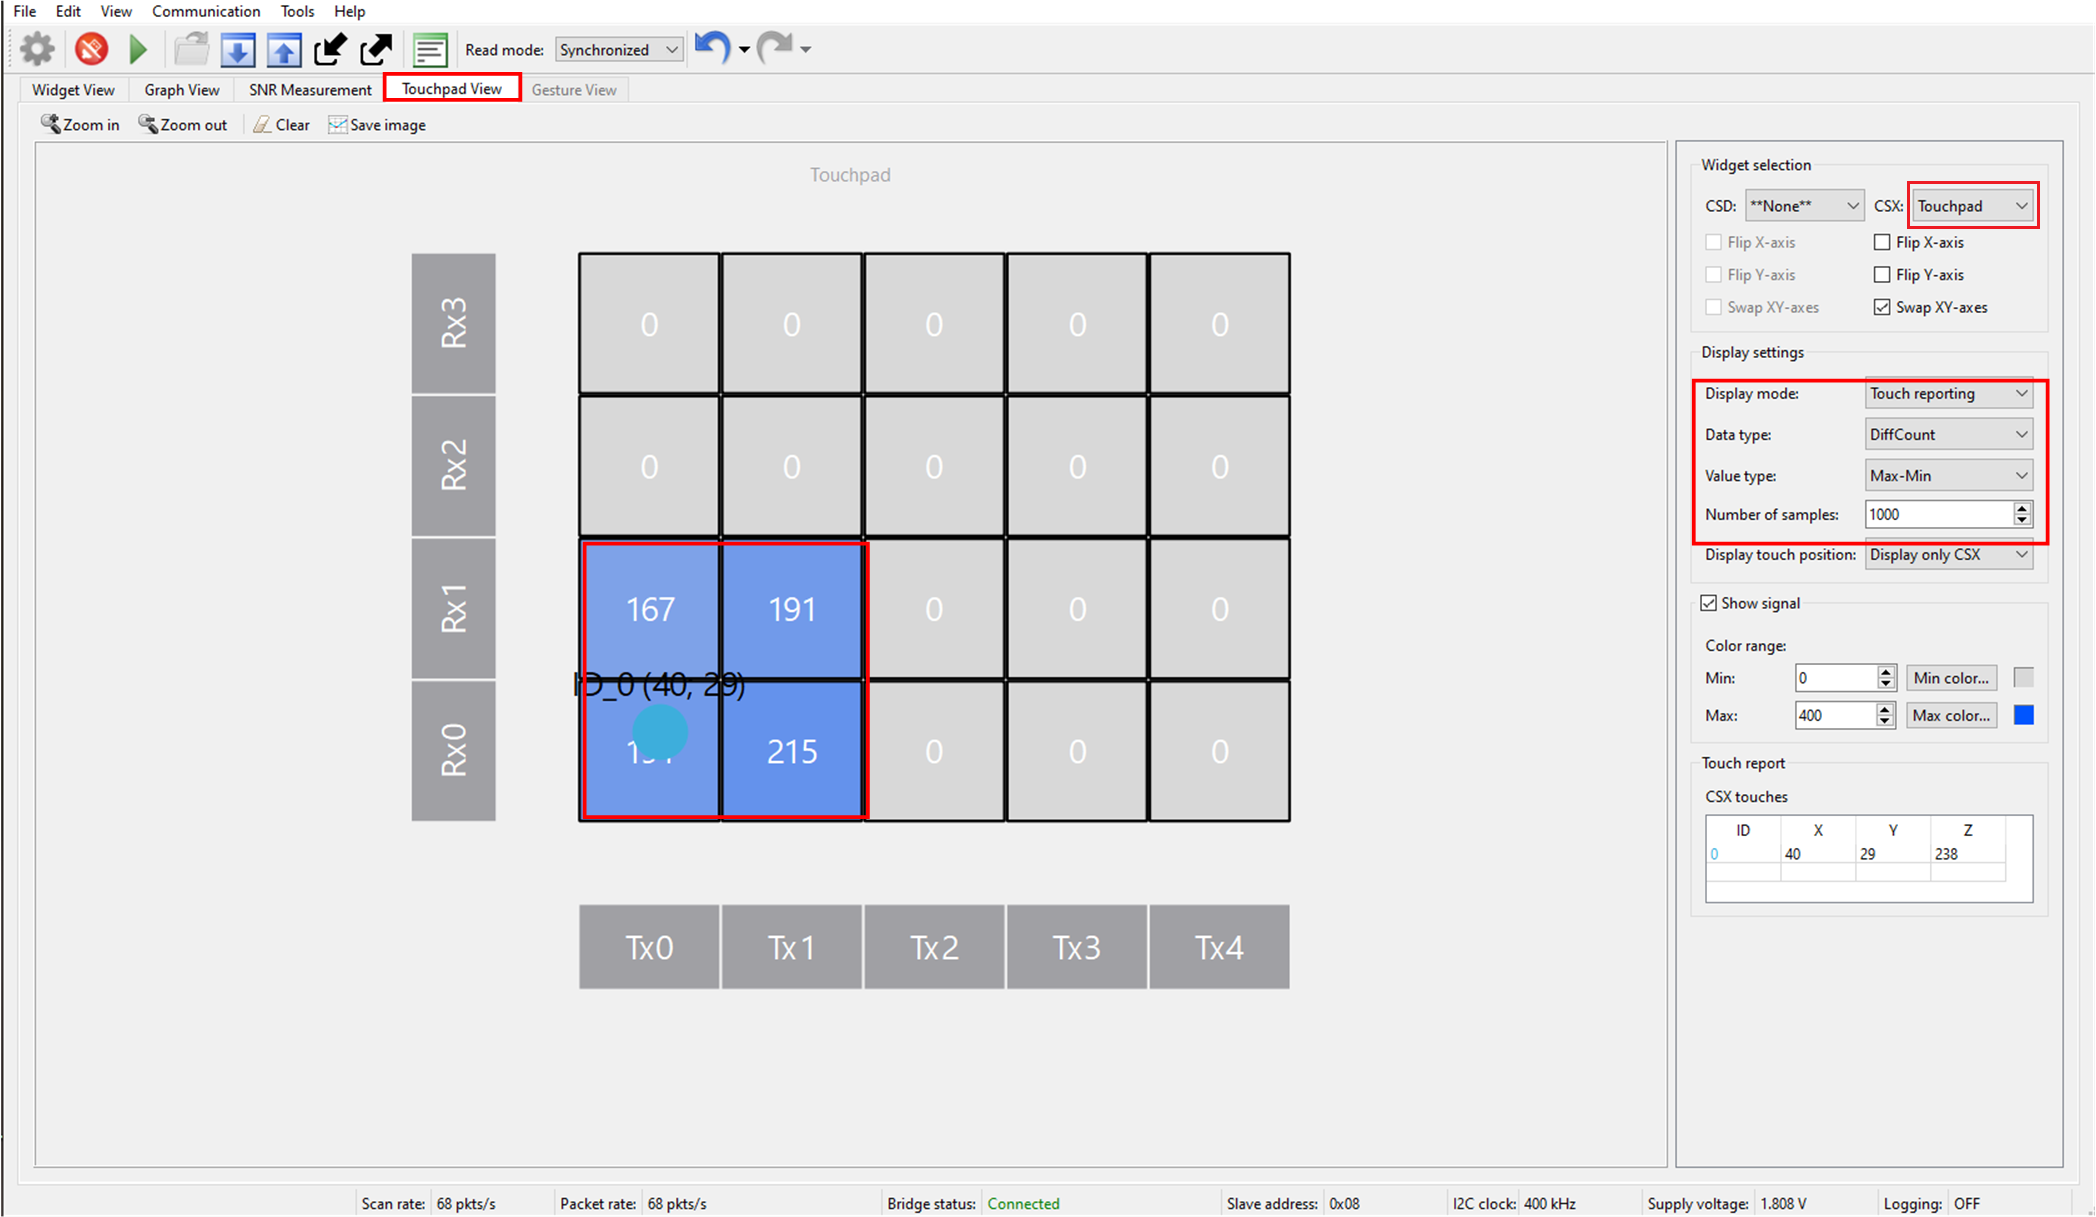 File Edit View Communication Tools Help
Read mode: Synchronized
Widget View Graph View SNR Measurement Touchpad View Gesture View
Zoom in Zoom out Clear Save image
Touchpad
Rx3 0 0 0 0 0
Rx2 0 0 0 0 0
Rx1 167 191 0 0 0
ID_0 (40; 29)
Rx0 215 0 0 0
Tx0 Tx1 Tx2 Tx3 Tx4
Widget selection
CSD: **None** CSX: Touchpad
Flip X-axis Flip X-axis
Flip Y-axis Flip Y-axis
Swap XY-axes Swap XY-axes
Display settings
Display mode: Touch reporting
Data type: DiffCount
Value type: Max-Min
Number of samples: 1000
Display touch position: Display only CSX
Show signal
Color range:
Min: 0 Min color...
Max: 400 Max color...
Touch report
CSX touches
ID X Y Z
0 40 29 238
Scan rate: 68 pkts/s Packet rate: 68 pkts/s Bridge status: Connected Slave address: 0x08 I2C clock: 400 kHz Supply voltage: 1.808 V Logging: OFF